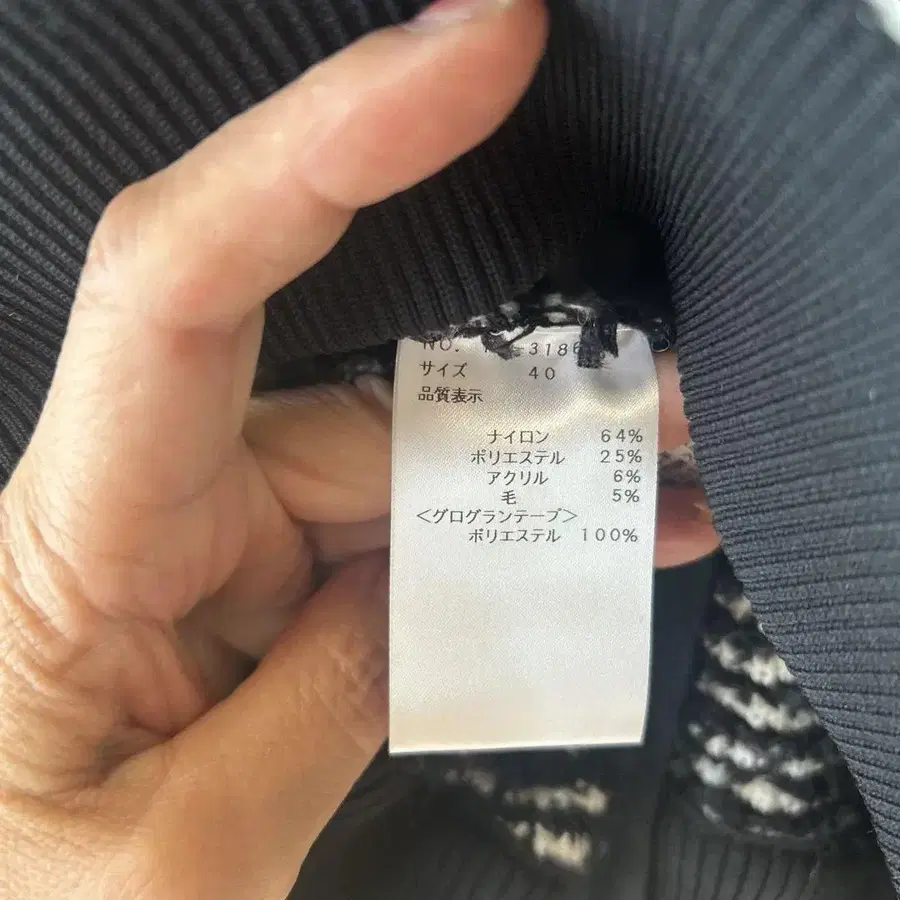 NO. 3186
サイズ 40
品質表示
ナイロン 64%
ポリエステル 25%
アクリル 6%
毛 5%
<グログランテープ>
ポリエステル 100%